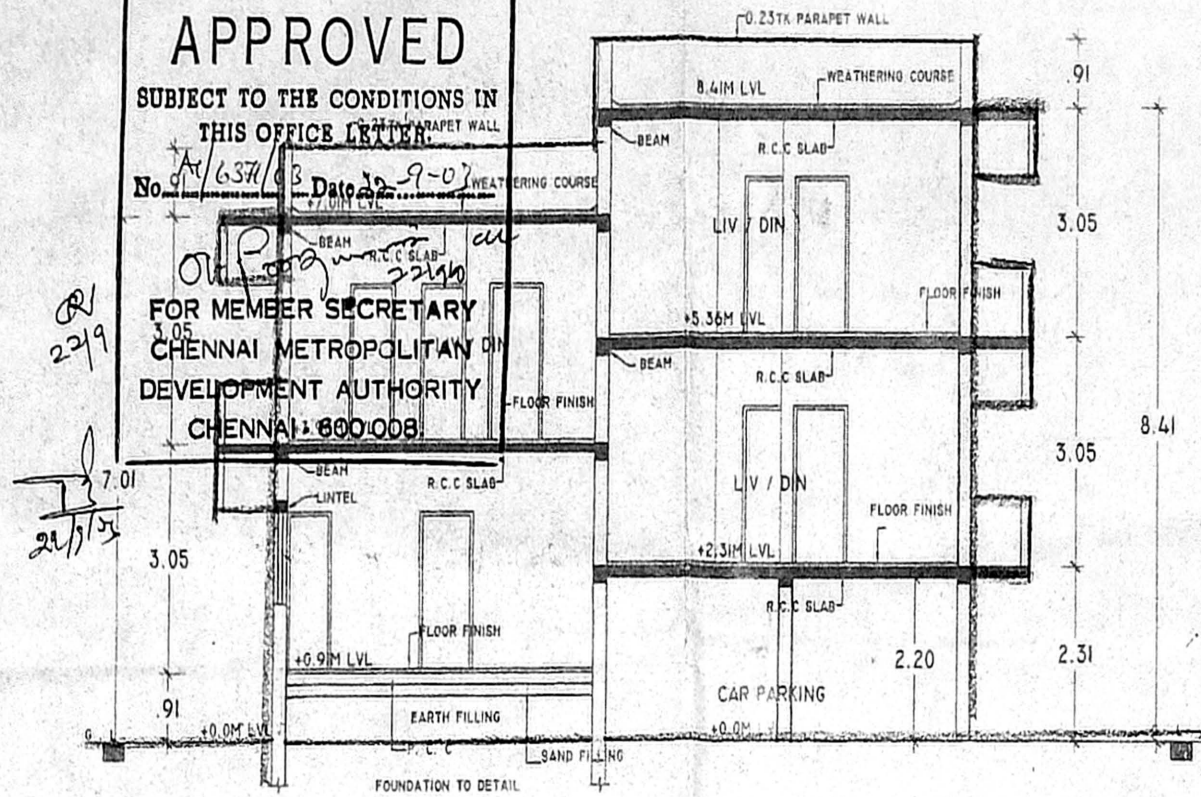 APPROVED
SUBJECT TO THE CONDITIONS IN
THIS OFFICE LETTER.
No. Date
FOR MEMBER SECRETARY
CHENNAI METROPOLITAN
DEVELOPMENT AUTHORITY
CHENNAI 600 008.
0.23TK PARAPET WALL
8.41M LVL
WEATHERING COURSE
.91
BEAM
R.C.C SLAB
PARAPET WALL
WEATHERING COURSE
+7.01M LVL
BEAM
R.C.C SLAB
LIV / DIN
3.05
FLOOR FINISH
+5.36M LVL
BEAM
R.C.C SLAB
22/9
3.05
DIN
FLOOR FINISH
8.41
3.05
BEAM
R.C.C SLAB
LINTEL
7.01
LIV / DIN
FLOOR FINISH
3.05
+2.31M LVL
R.C.C SLAB
FLOOR FINISH
+0.91M LVL
2.20
2.31
CAR PARKING
.91
+0.0M LVL
EARTH FILLING
+0.0M
P.C.C
SAND FILLING
FOUNDATION TO DETAIL